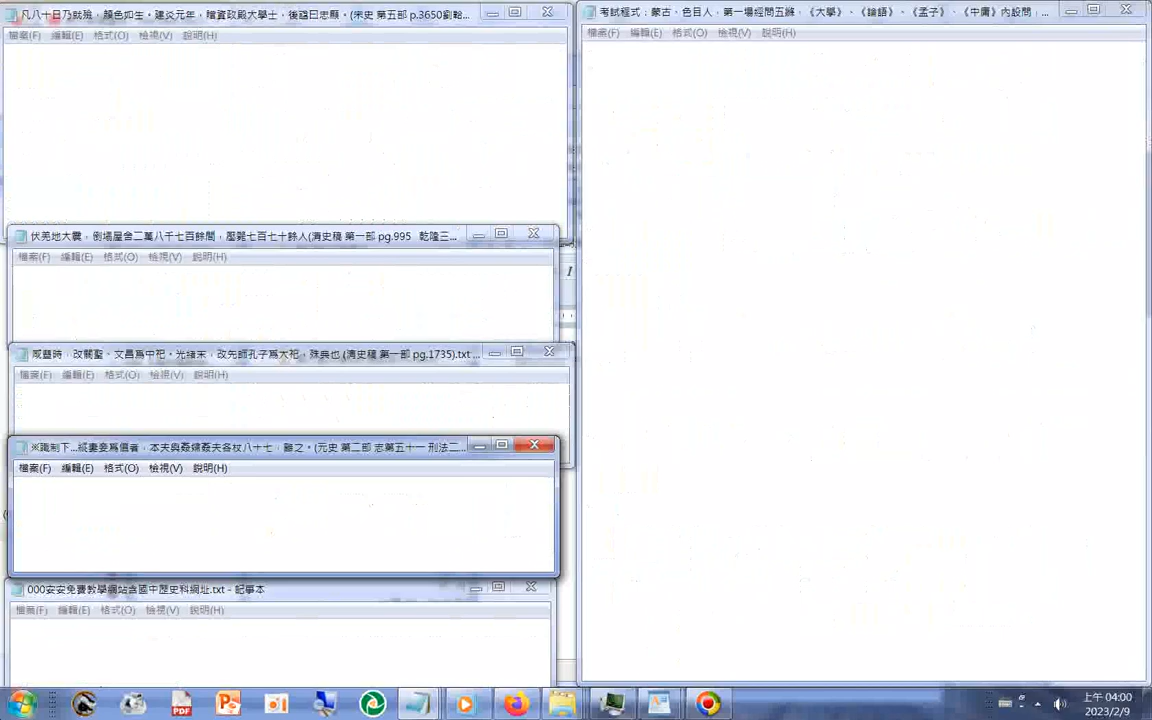 凡八十日乃就殮，顏色如生。建炎元年，贈資政殿大學士，後諡曰忠顯。(宋史 第五部 p.3650劉韐...
檔案(F) 編輯(E) 格式(O) 檢視(V) 說明(H)
伏羌地大震，倒塌屋舍二萬八千七百餘間，壓斃七百七十餘人(清史稿 第一部 pg.995 乾隆三...
檔案(F) 編輯(E) 格式(O) 檢視(V) 說明(H)
咸豐時，改關聖、文昌為中祀。光緒末，改先師孔子為大祀，殊典也 (清史稿 第一部 pg.1735).txt ...
檔案(F) 編輯(E) 格式(O) 檢視(V) 說明(H)
※職制下...縱妻妾為倡者，本夫與姦婦姦夫各杖八十七，離之。(元史 第二部 志第五十一 刑法二...
檔案(F) 編輯(E) 格式(O) 檢視(V) 說明(H)
000安安免費教學網站含國中歷史科網址.txt - 記事本
檔案(F) 編輯(E) 格式(O) 檢視(V) 說明(H)
考試程式：蒙古、色目人，第一場經問五條，《大學》、《論語》、《孟子》、《中庸》內設問，...
檔案(F) 編輯(E) 格式(O) 檢視(V) 說明(H)
上午 04:00
2023/2/9